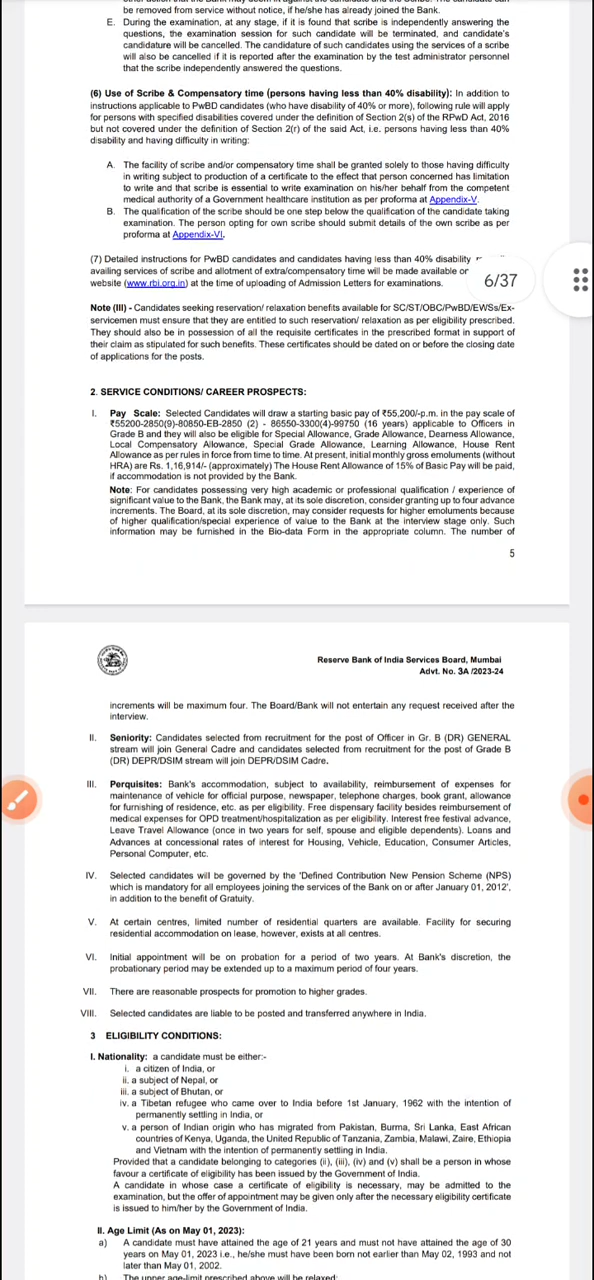 be removed from service without notice, if he/she has already joined the Bank.
E. During the examination, at any stage, if it is found that scribe is independently answering the
questions, the examination session for such candidate will be terminated, and candidate's
candidature will be cancelled. The candidature of such candidates using the services of a scribe
will also be cancelled if it is reported after the examination by the test administrator personnel
that the scribe independently answered the questions.
(6) Use of Scribe & Compensatory time (persons having less than 40% disability): In addition to
instructions applicable to PwBD candidates (who have disability of 40% or more), following rule will apply
for persons with specified disabilities covered under the definition of Section 2(s) of the RPwD Act, 2016
but not covered under the definition of Section 2(r) of the said Act, i.e. persons having less than 40%
disability and having difficulty in writing:
A. The facility of scribe and/or compensatory time shall be granted solely to those having difficulty
in writing subject to production of a certificate to the effect that person concerned has limitation
to write and that scribe is essential to write examination on his/her behalf from the competent
medical authority of a Government healthcare institution as per proforma at Appendix-V.
B. The qualification of the scribe should be one step below the qualification of the candidate taking
examination. The person opting for own scribe should submit details of the own scribe as per
proforma at Appendix-VI.
(7) Detailed instructions for PwBD candidates and candidates having less than 40% disability
availing services of scribe and allotment of extra/compensatory time will be made available or
website (www.rbi.org.in) at the time of uploading of Admission Letters for examinations.
6/37
Note (III) - Candidates seeking reservation/ relaxation benefits available for SC/ST/OBC/PwBD/EWSs/Ex-
servicemen must ensure that they are entitled to such reservation/ relaxation as per eligibility prescribed.
They should also be in possession of all the requisite certificates in the prescribed format in support of
their claim as stipulated for such benefits. These certificates should be dated on or before the closing date
of applications for the posts.
2. SERVICE CONDITIONS/ CAREER PROSPECTS:
I. Pay Scale: Selected Candidates will draw a starting basic pay of ₹55,200/-p.m. in the pay scale of
₹55200-2850(9)-80850-EB-2850 (2) - 86550-3300(4)-99750 (16 years) applicable to Officers in
Grade B and they will also be eligible for Special Allowance, Grade Allowance, Dearness Allowance,
Local Compensatory Allowance, Special Grade Allowance, Learning Allowance, House Rent
Allowance as per rules in force from time to time. At present, initial monthly gross emoluments (without
HRA) are Rs. 1,16,914/- (approximately) The House Rent Allowance of 15% of Basic Pay will be paid,
if accommodation is not provided by the Bank.
Note: For candidates possessing very high academic or professional qualification / experience of
significant value to the Bank, the Bank may, at its sole discretion, consider granting up to four advance
increments. The Board, at its sole discretion, may consider requests for higher emoluments because
of higher qualification/special experience of value to the Bank at the interview stage only. Such
information may be furnished in the Bio-data Form in the appropriate column. The number of
5
Reserve Bank of India Services Board, Mumbai
Advt. No. 3A /2023-24
increments will be maximum four. The Board/Bank will not entertain any request received after the
interview.
II. Seniority: Candidates selected from recruitment for the post of Officer in Gr. B (DR) GENERAL
stream will join General Cadre and candidates selected from recruitment for the post of Grade B
(DR) DEPR/DSIM stream will join DEPR/DSIM Cadre.
III. Perquisites: Bank's accommodation, subject to availability, reimbursement of expenses for
maintenance of vehicle for official purpose, newspaper, telephone charges, book grant, allowance
for furnishing of residence, etc. as per eligibility. Free dispensary facility besides reimbursement of
medical expenses for OPD treatment/hospitalization as per eligibility. Interest free festival advance,
Leave Travel Allowance (once in two years for self, spouse and eligible dependents). Loans and
Advances at concessional rates of interest for Housing, Vehicle, Education, Consumer Articles,
Personal Computer, etc.
IV. Selected candidates will be governed by the 'Defined Contribution New Pension Scheme (NPS)
which is mandatory for all employees joining the services of the Bank on or after January 01, 2012',
in addition to the benefit of Gratuity.
V. At certain centres, limited number of residential quarters are available. Facility for securing
residential accommodation on lease, however, exists at all centres.
VI. Initial appointment will be on probation for a period of two years. At Bank's discretion, the
probationary period may be extended up to a maximum period of four years.
VII. There are reasonable prospects for promotion to higher grades.
VIII. Selected candidates are liable to be posted and transferred anywhere in India.
3 ELIGIBILITY CONDITIONS:
I. Nationality: a candidate must be either:-
i. a citizen of India, or
ii. a subject of Nepal, or
iii. a subject of Bhutan, or
iv. a Tibetan refugee who came over to India before 1st January, 1962 with the intention of
permanently settling in India, or
v. a person of Indian origin who has migrated from Pakistan, Burma, Sri Lanka, East African
countries of Kenya, Uganda, the United Republic of Tanzania, Zambia, Malawi, Zaire, Ethiopia
and Vietnam with the intention of permanently settling in India.
Provided that a candidate belonging to categories (ii), (iii), (iv) and (v) shall be a person in whose
favour a certificate of eligibility has been issued by the Government of India.
A candidate in whose case a certificate of eligibility is necessary, may be admitted to the
examination, but the offer of appointment may be given only after the necessary eligibility certificate
is issued to him/her by the Government of India.
II. Age Limit (As on May 01, 2023):
a) A candidate must have attained the age of 21 years and must not have attained the age of 30
years on May 01, 2023 i.e., he/she must have been born not earlier than May 02, 1993 and not
later than May 01, 2002.
b) The upper age-limit prescribed above will be relaxed: